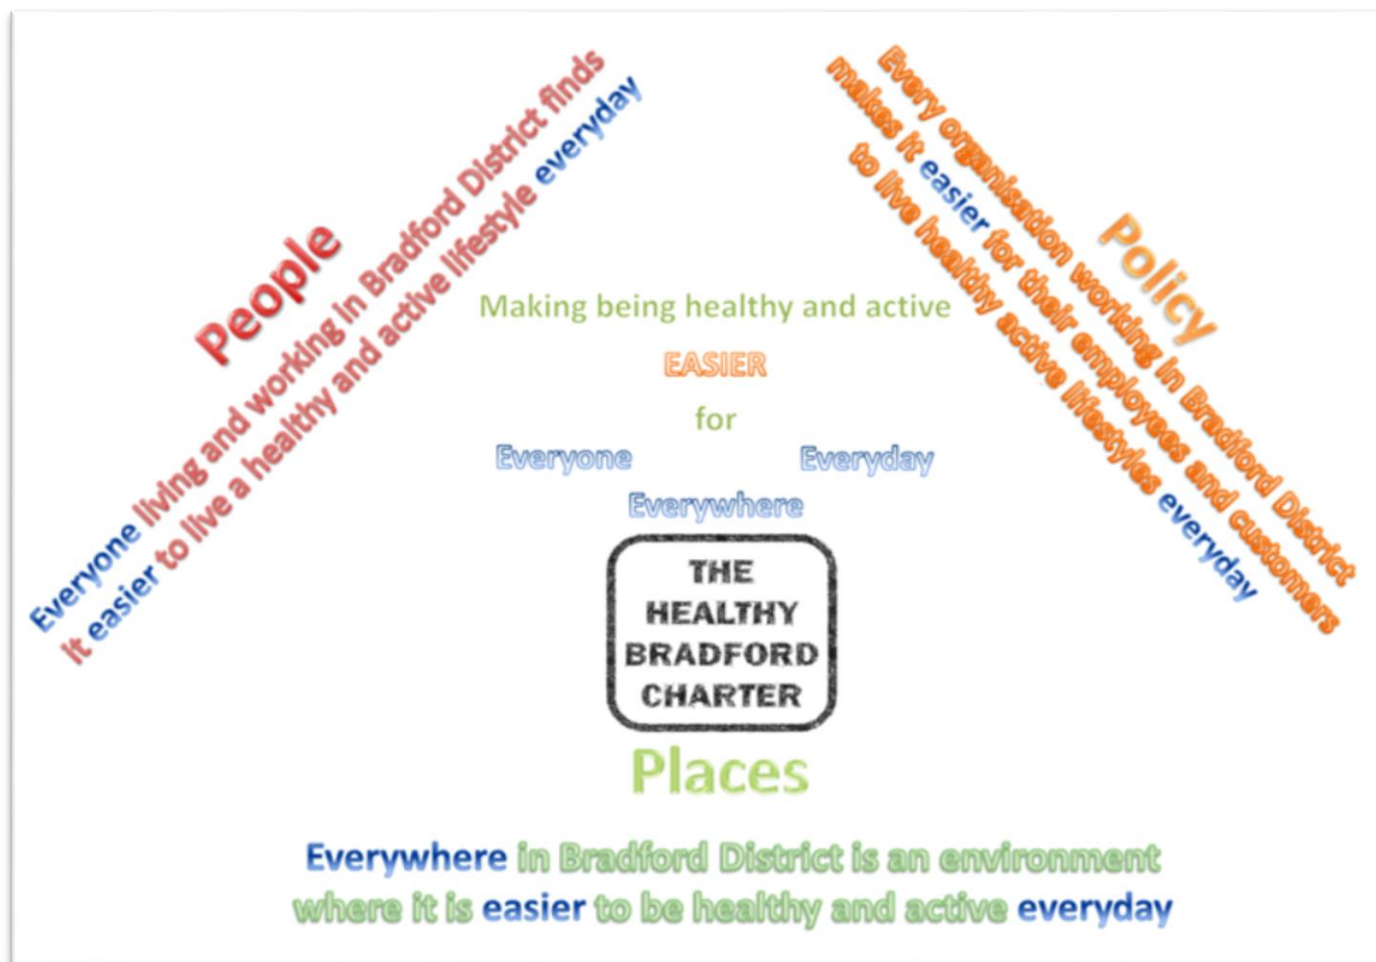 People
Everyone living and working in Bradford District finds
it easier to live a healthy and active lifestyle everyday
Policy
Every organisation working in Bradford District
makes it easier for their employees and customers
to live healthy active lifestyles everyday
Making being healthy and active
EASIER
for
Everyone Everyday
Everywhere
THE
HEALTHY
BRADFORD
CHARTER
Places
Everywhere in Bradford District is an environment
where it is easier to be healthy and active everyday